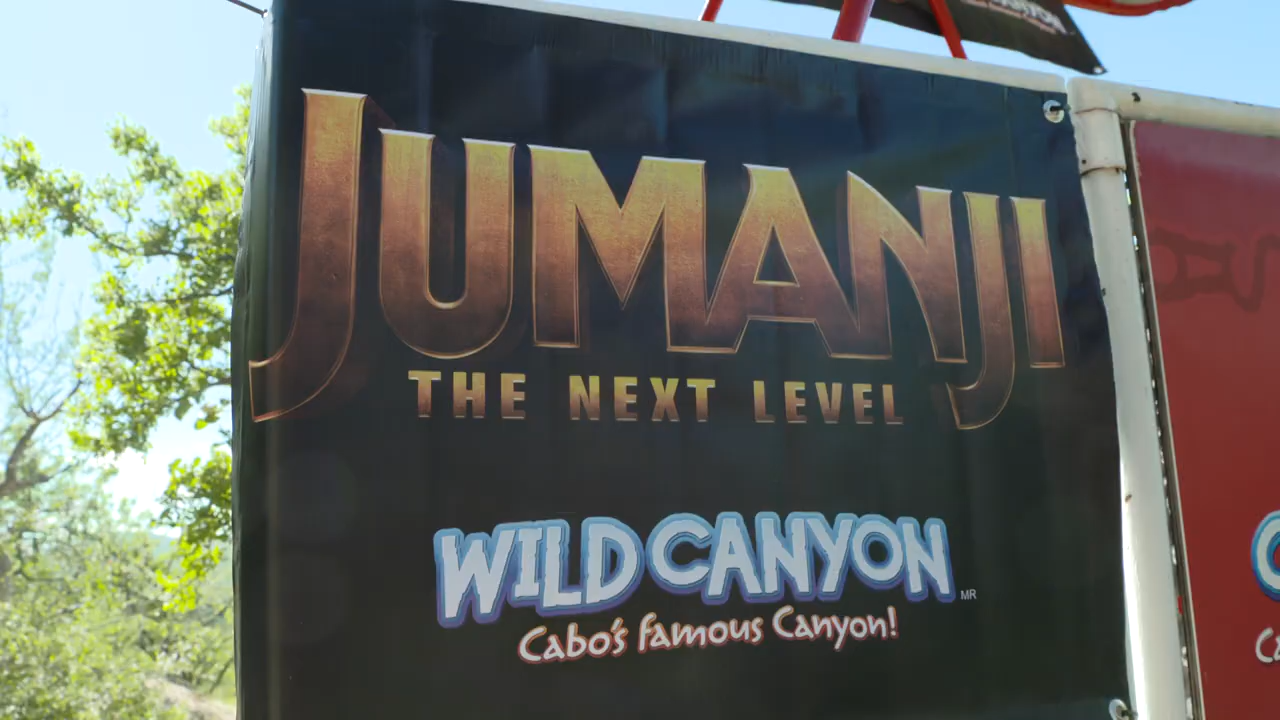 JUMANJI
THE NEXT LEVEL
WILD CANYON
MR
Cabo's famous Canyon!